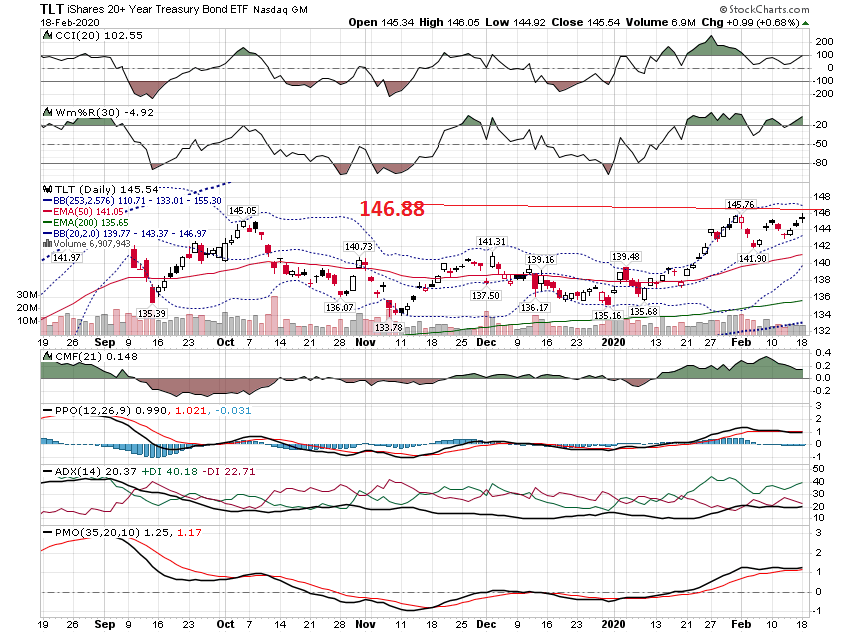 TLT iShares 20+ Year Treasury Bond ETF Nasdaq GM
© StockCharts.com
18-Feb-2020
Open 145.34 High 146.05 Low 144.92 Close 145.54 Volume 6.9M Chg +0.99 (+0.68%)
CCI(20) 102.55
200
100
0
-100
-200
Wm%R(30) -4.92
-20
-50
-80
TLT (Daily) 145.54
BB(253,2.576) 110.71 - 133.01 - 155.30
EMA(50) 141.05
EMA(200) 135.65
BB(20,2.0) 139.77 - 143.37 - 146.97
Volume 6,907,943
146.88
141.97
135.39
145.05
136.07
140.73
133.78
137.50
141.31
136.17
139.16
135.16
139.48
135.68
145.76
141.90
148
146
144
142
140
138
136
134
132
30M
20M
10M
19 26 Sep 9 16 23 Oct 7 14 21 28 Nov 11 18 25 Dec 9 16 23 2020 13 21 27 Feb 10 18
CMF(21) 0.148
0.4
0.2
0.0
-0.2
PPO(12,26,9) 0.990, 1.021, -0.031
3
2
1
0
-1
ADX(14) 20.37 +DI 40.18 -DI 22.71
50
40
30
20
10
PMO(35,20,10) 1.25, 1.17
3
2
1
0
-1
19 26 Sep 9 16 23 Oct 7 14 21 28 Nov 11 18 25 Dec 9 16 23 2020 13 21 27 Feb 10 18